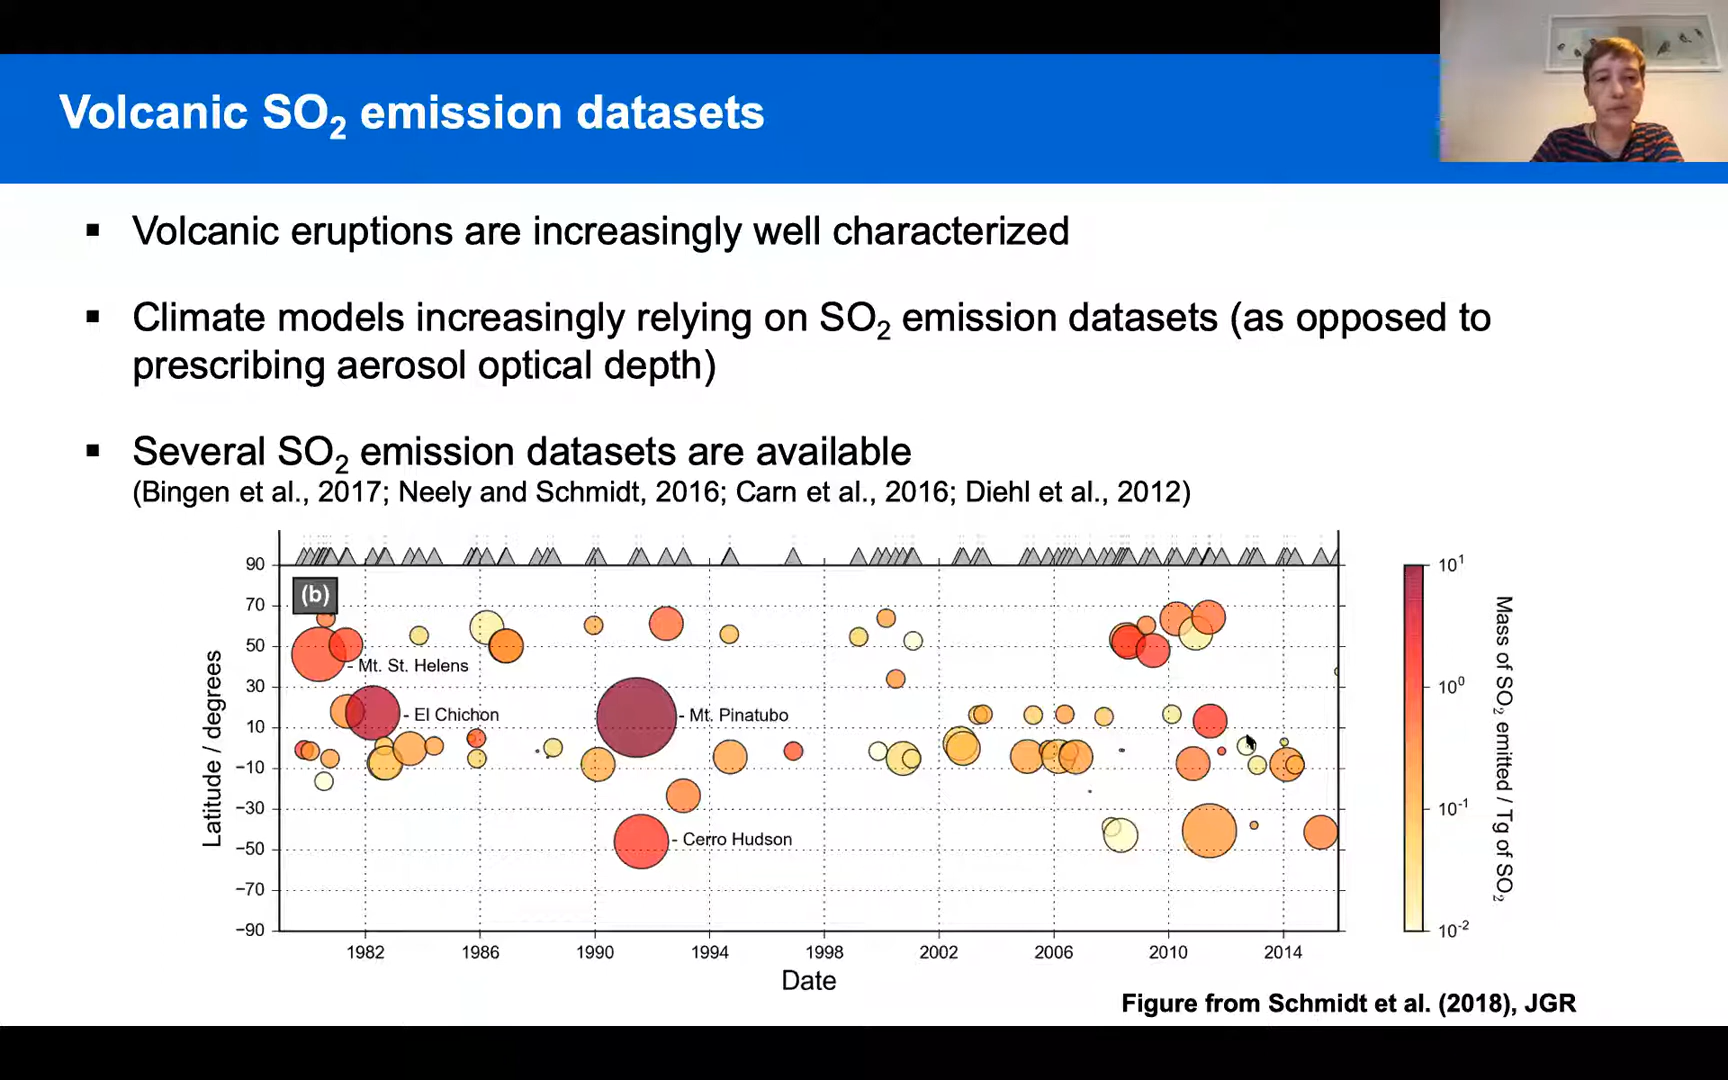 Volcanic SO₂ emission datasets
▪ Volcanic eruptions are increasingly well characterized
▪ Climate models increasingly relying on SO₂ emission datasets (as opposed to
prescribing aerosol optical depth)
▪ Several SO₂ emission datasets are available
(Bingen et al., 2017; Neely and Schmidt, 2016; Carn et al., 2016; Diehl et al., 2012)
(b)
90
70
50
30
10
−10
−30
−50
−70
−90
Latitude / degrees
- Mt. St. Helens
- El Chichon
- Mt. Pinatubo
- Cerro Hudson
1982 1986 1990 1994 1998 2002 2006 2010 2014
Date
10¹
10⁰
10⁻¹
10⁻²
Mass of SO₂ emitted / Tg of SO₂
Figure from Schmidt et al. (2018), JGR